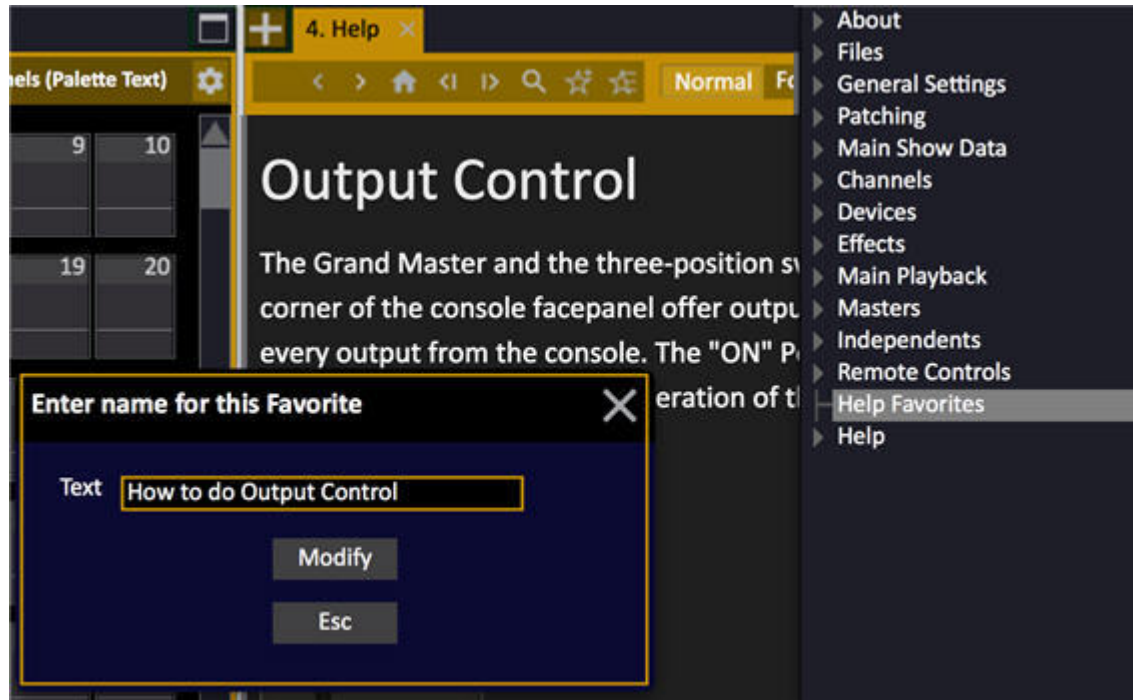 4. Help
nels (Palette Text)
Normal Fo
9 10
19 20
Output Control
The Grand Master and the three-position sw
corner of the console facepanel offer outpu
every output from the console. The "ON" P
eration of t
Enter name for this Favorite
Text How to do Output Control
Modify
Esc
About
Files
General Settings
Patching
Main Show Data
Channels
Devices
Effects
Main Playback
Masters
Independents
Remote Controls
Help Favorites
Help